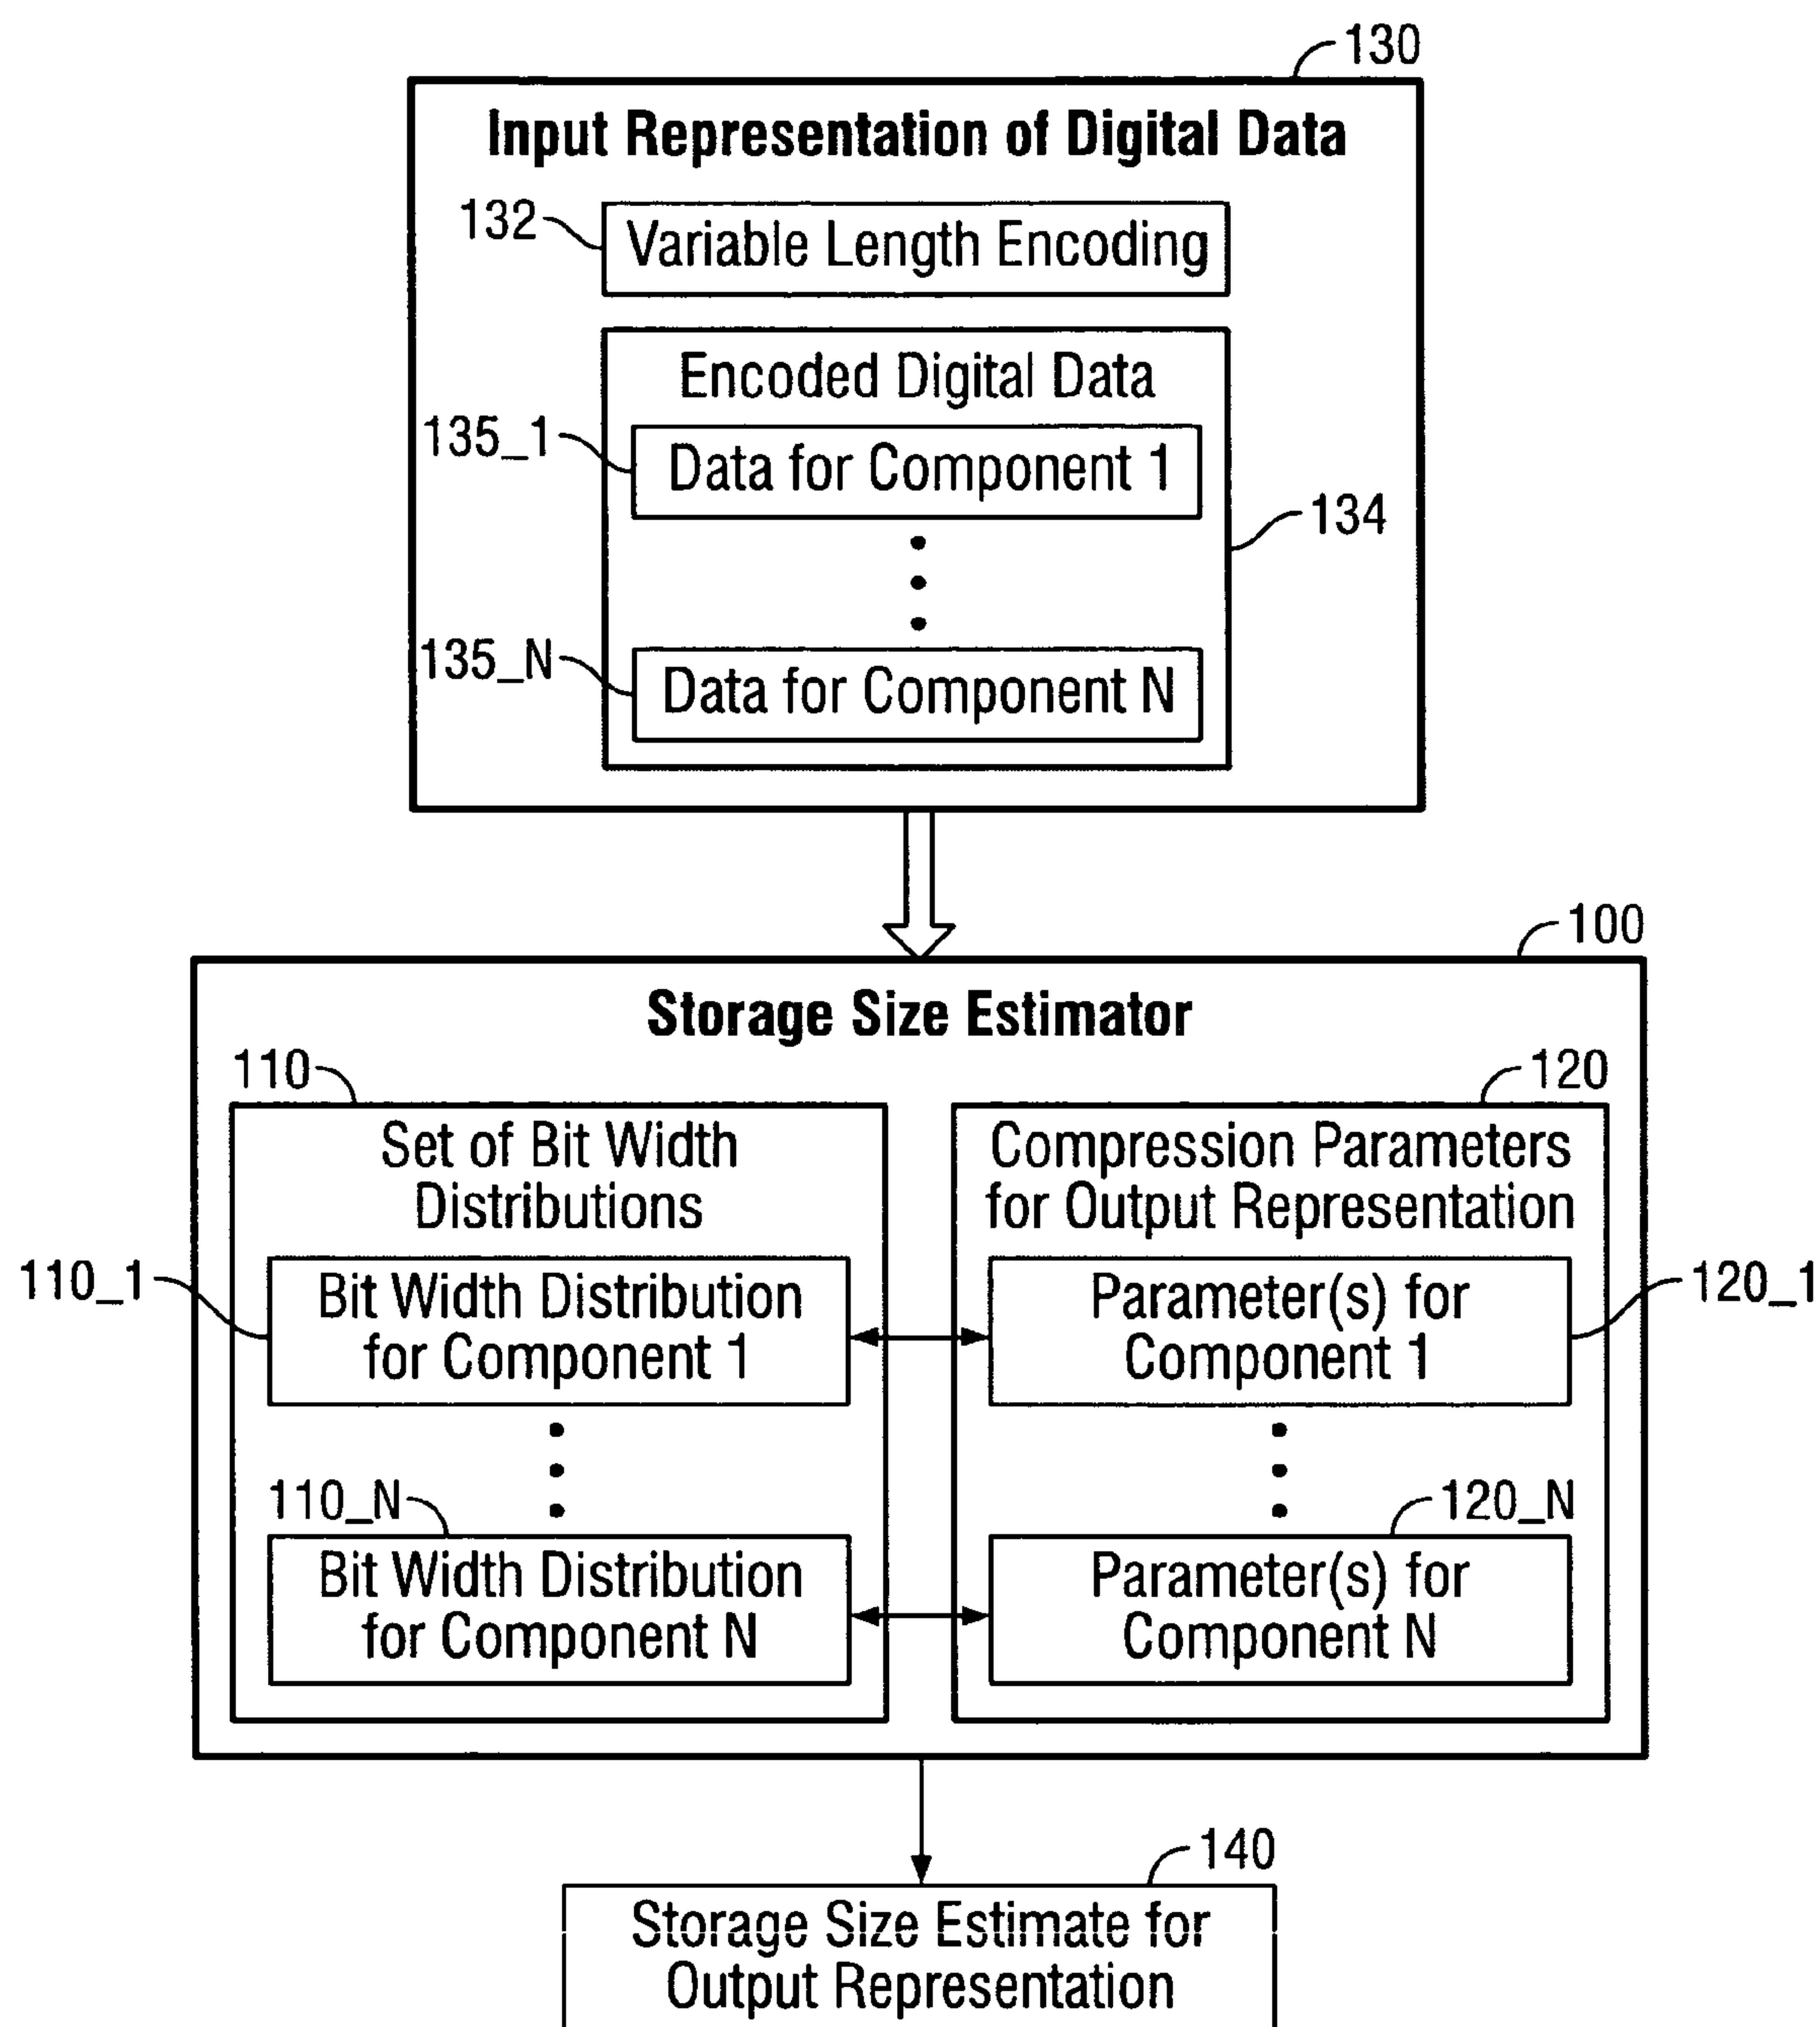 130
Input Representation of Digital Data
132
Variable Length Encoding
Encoded Digital Data
135_1
Data for Component 1
134
135_N
Data for Component N
100
Storage Size Estimator
110
120
Set of Bit Width
Distributions
Compression Parameters
for Output Representation
110_1
Bit Width Distribution
for Component 1
Parameter(s) for
Component 1
120_1
110_N
120_N
Bit Width Distribution
for Component N
Parameter(s) for
Component N
140
Storage Size Estimate for
Output Representation